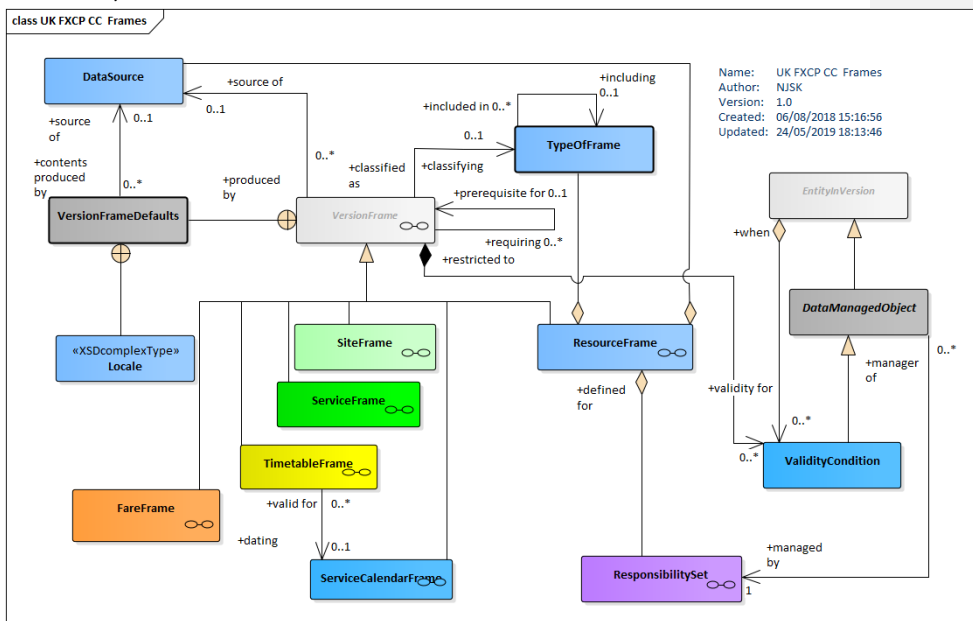 class UK FXCP CC Frames
DataSource
+source of
0..1
+source
of
0..1
+contents
produced
by
0..*
+produced
by
0..*
+classified
as
+included in 0..*
+including
0..1
0..1
TypeOfFrame
+classifying
Name: UK FXCP CC Frames
Author: NJSK
Version: 1.0
Created: 06/08/2018 15:16:56
Updated: 24/05/2019 18:13:46
VersionFrameDefaults
VersionFrame
+prerequisite for 0..1
+requiring 0..*
+restricted to
EntityInVersion
+when
DataManagedObject
0..*
«XSDcomplexType»
Locale
SiteFrame
ResourceFrame
+manager
of
+defined
for
+validity for
0..*
ServiceFrame
TimetableFrame
0..*
ValidityCondition
FareFrame
+valid for
0..*
+dating
0..1
ServiceCalendarFrame
ResponsibilitySet
+managed
by
1